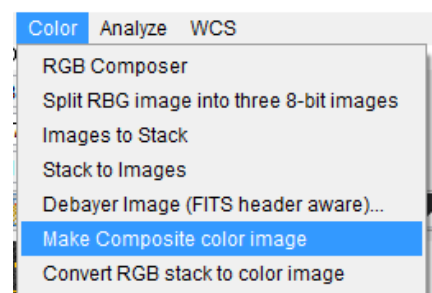 Color Analyze WCS
RGB Composer
Split RBG image into three 8-bit images
Images to Stack
Stack to Images
Debayer Image (FITS header aware)...
Make Composite color image
Convert RGB stack to color image